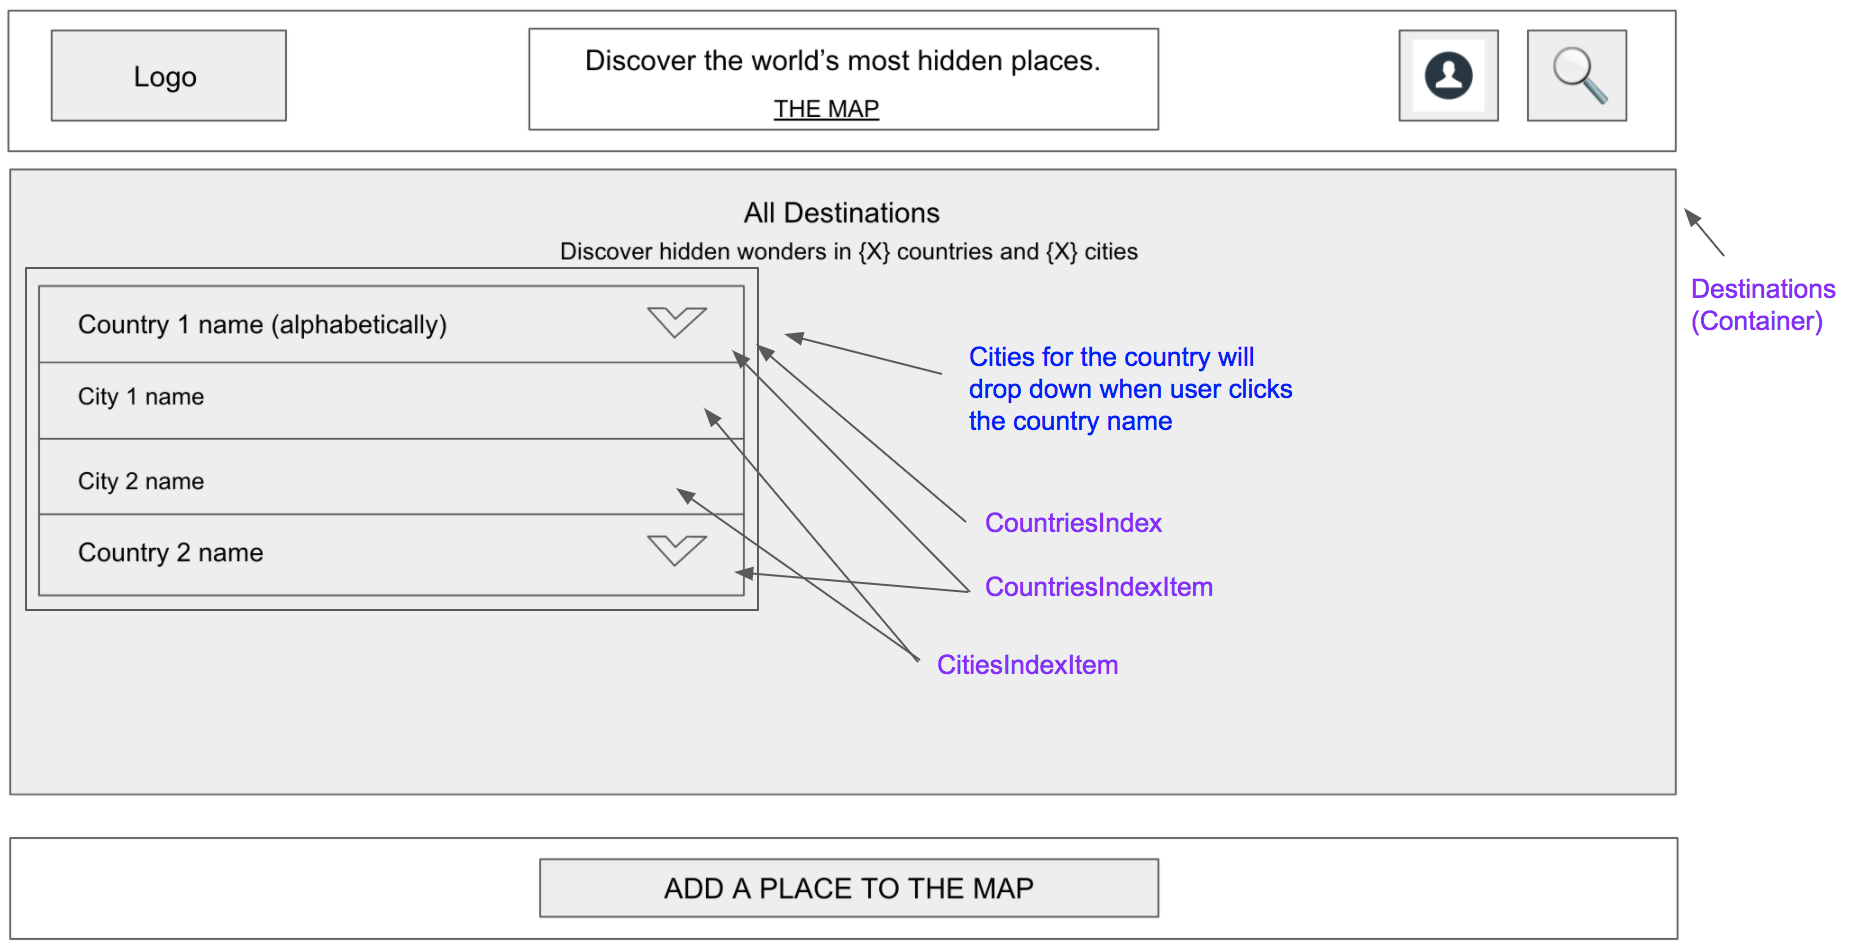 Logo
Discover the world’s most hidden places.
THE MAP
All Destinations
Discover hidden wonders in {X} countries and {X} cities
Country 1 name (alphabetically)
City 1 name
City 2 name
Country 2 name
Cities for the country will
drop down when user clicks
the country name
CountriesIndex
CountriesIndexItem
CitiesIndexItem
Destinations
(Container)
ADD A PLACE TO THE MAP